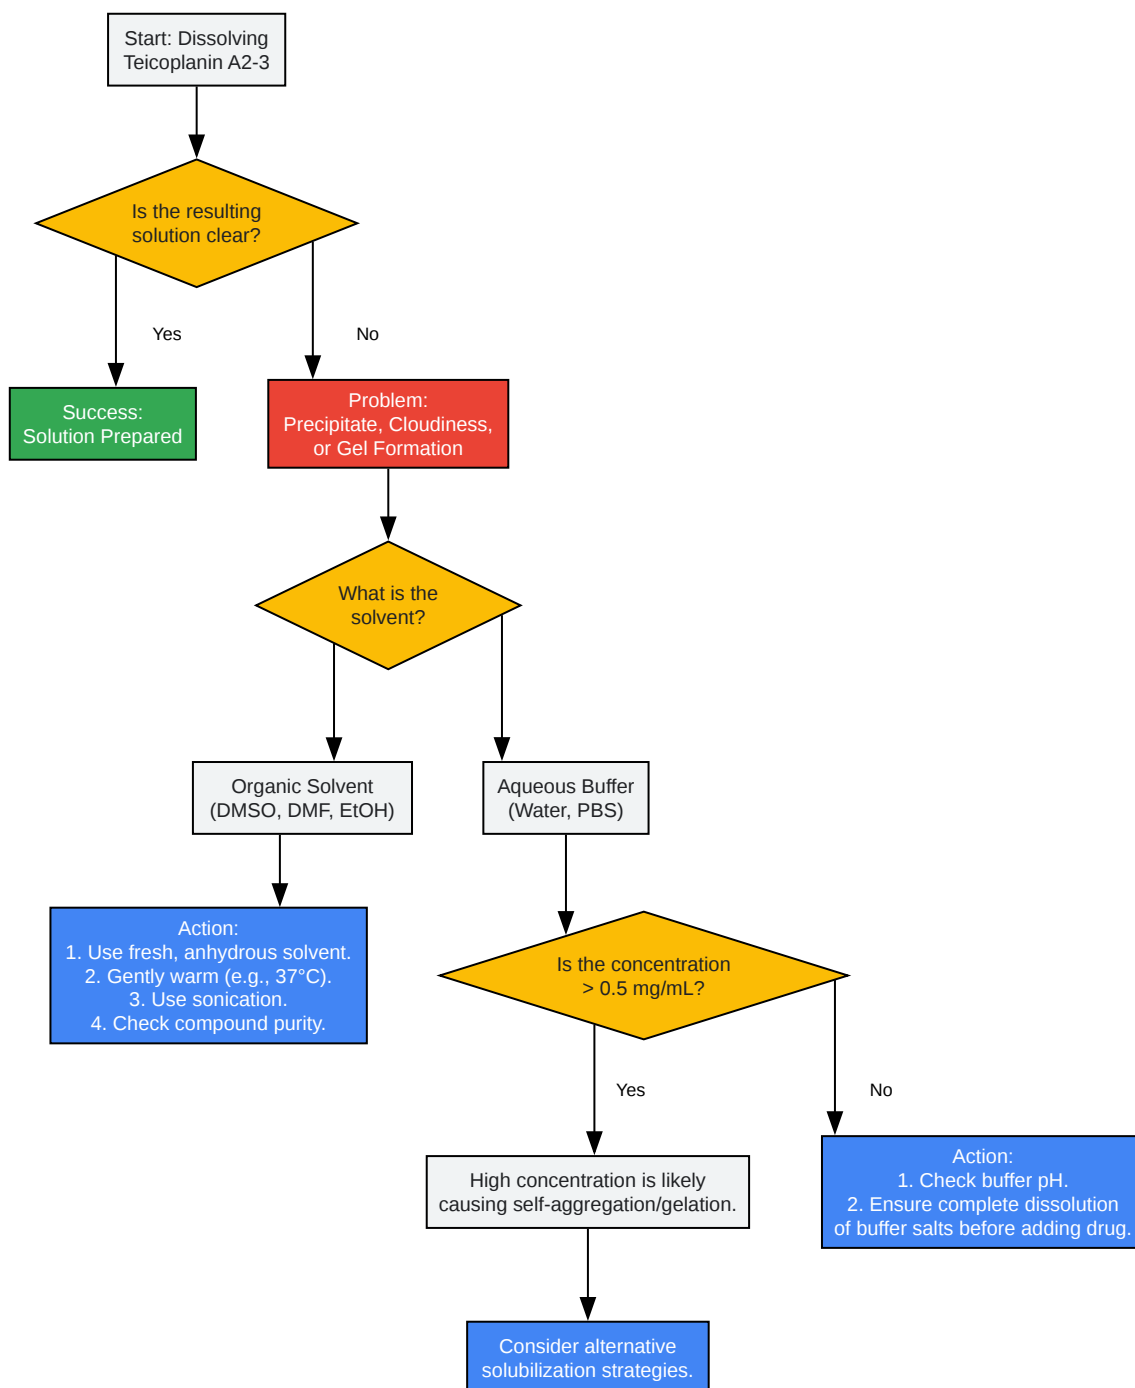 Start: Dissolving
Teicoplanin A2-3
Is the resulting
solution clear?
Yes
No
Success:
Solution Prepared
Problem:
Precipitate, Cloudiness,
or Gel Formation
What is the
solvent?
Organic Solvent
(DMSO, DMF, EtOH)
Aqueous Buffer
(Water, PBS)
Action:
1. Use fresh, anhydrous solvent.
2. Gently warm (e.g., 37°C).
3. Use sonication.
4. Check compound purity.
Is the concentration
> 0.5 mg/mL?
Yes
No
High concentration is likely
causing self-aggregation/gelation.
Action:
1. Check buffer pH.
2. Ensure complete dissolution
of buffer salts before adding drug.
Consider alternative
solubilization strategies.